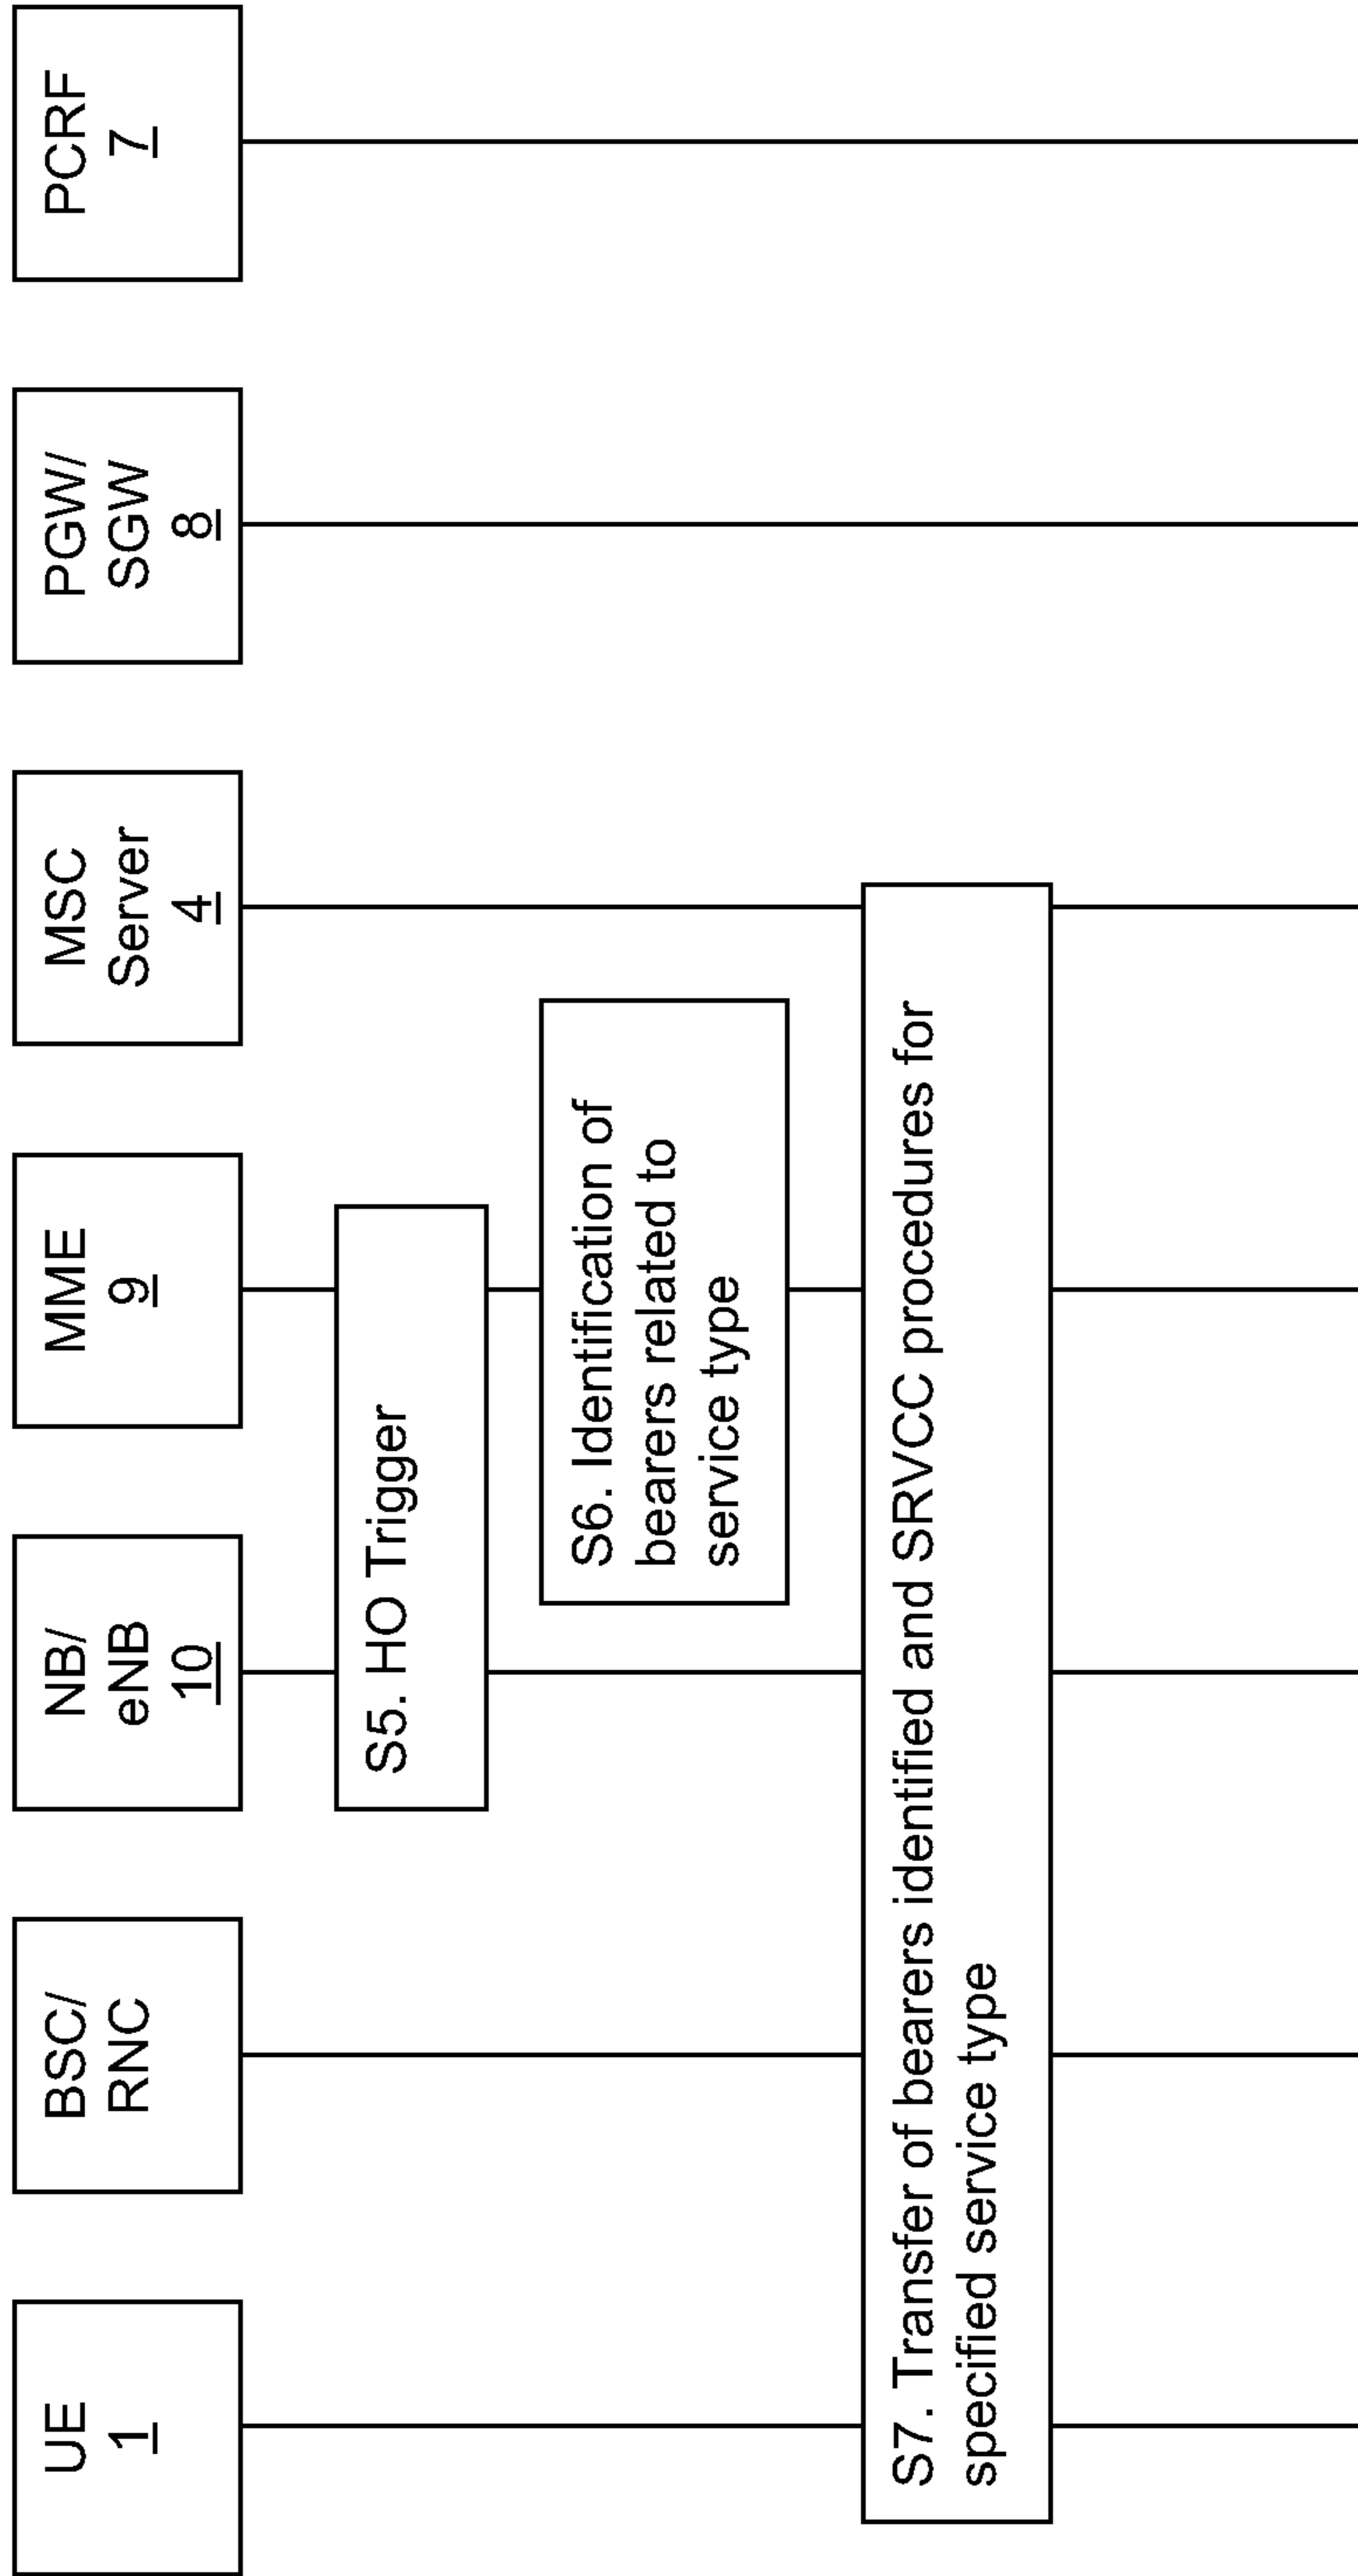 UE
1
BSC/
RNC
NB/
eNB
10
MME
9
MSC
Server
4
PGW/
SGW
8
PCRF
7
S5. HO Trigger
S6. Identification of
bearers related to
service type
S7. Transfer of bearers identified and SRVCC procedures for
specified service type